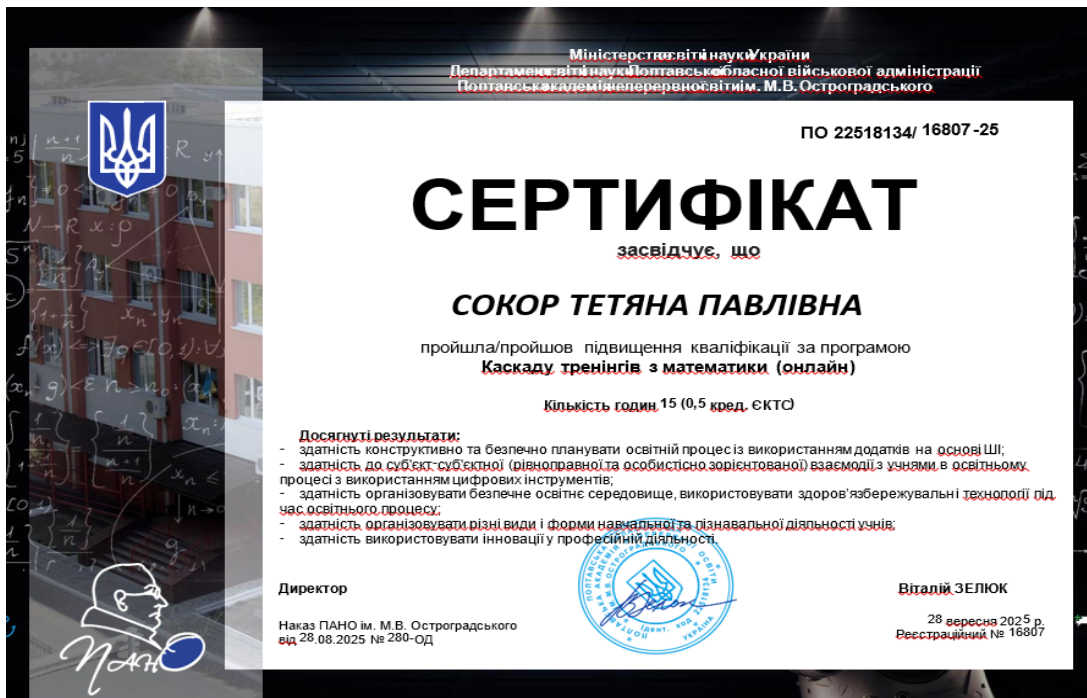 Міністерство освіти і науки України
Департамент освіти і науки Полтавської обласної військової адміністрації
Полтавська академія неперервної освіти ім. М.В. Остроградського
ПО 22518134/ 16807 -25
СЕРТИФІКАТ
засвідчує, що
СОКОР ТЕТЯНА ПАВЛІВНА
пройшла/пройшов підвищення кваліфікації за програмою
Каскаду тренінгів з математики (онлайн)
Кількість годин 15 (0,5 кред. ЄКТС)
Досягнуті результати:
- здатність конструктивно та безпечно планувати освітній процес із використанням додатків на основі ШІ;
- здатність до суб'єкт-суб'єктної (рівноправної та особистісно зорієнтованої) взаємодії з учнями в освітньому
процесі з використанням цифрових інструментів;
- здатність організовувати безпечне освітнє середовище, використовувати здоров'язбережувальні технології під
час освітнього процесу;
- здатність організовувати різні види і форми навчальної та пізнавальної діяльності учнів;
- здатність використовувати інновації у професійній діяльності.
Директор
Віталій ЗЕЛЮК
Наказ ПАНО ім. М.В. Остроградського
від 28.08.2025 № 280-ОД
28 вересня 2025 р.
Реєстраційний № 16807
ПАНО